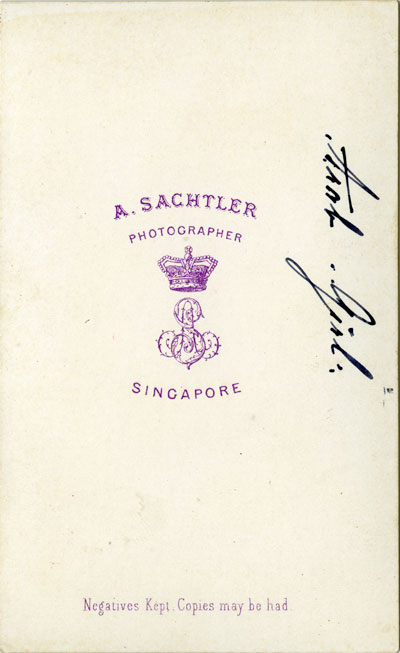 A. SACHTLER
PHOTOGRAPHER
SINGAPORE
Arab Girl.
Negatives Kept. Copies may be had.